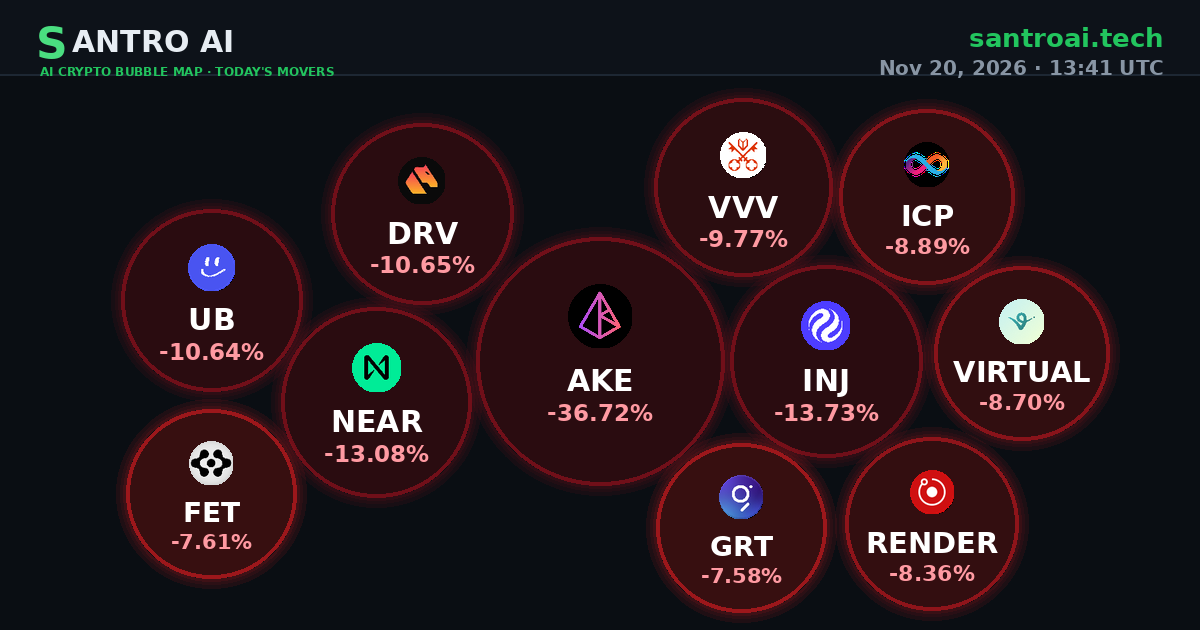 SANTRO AI
AI CRYPTO BUBBLE MAP · TODAY'S MOVERS
santroai.tech
Nov 20, 2026 · 13:41 UTC
VVV
-9.77%
ICP
-8.89%
DRV
-10.65%
UB
-10.64%
AKE
-36.72%
INJ
-13.73%
VIRTUAL
-8.70%
NEAR
-13.08%
FET
-7.61%
GRT
-7.58%
RENDER
-8.36%